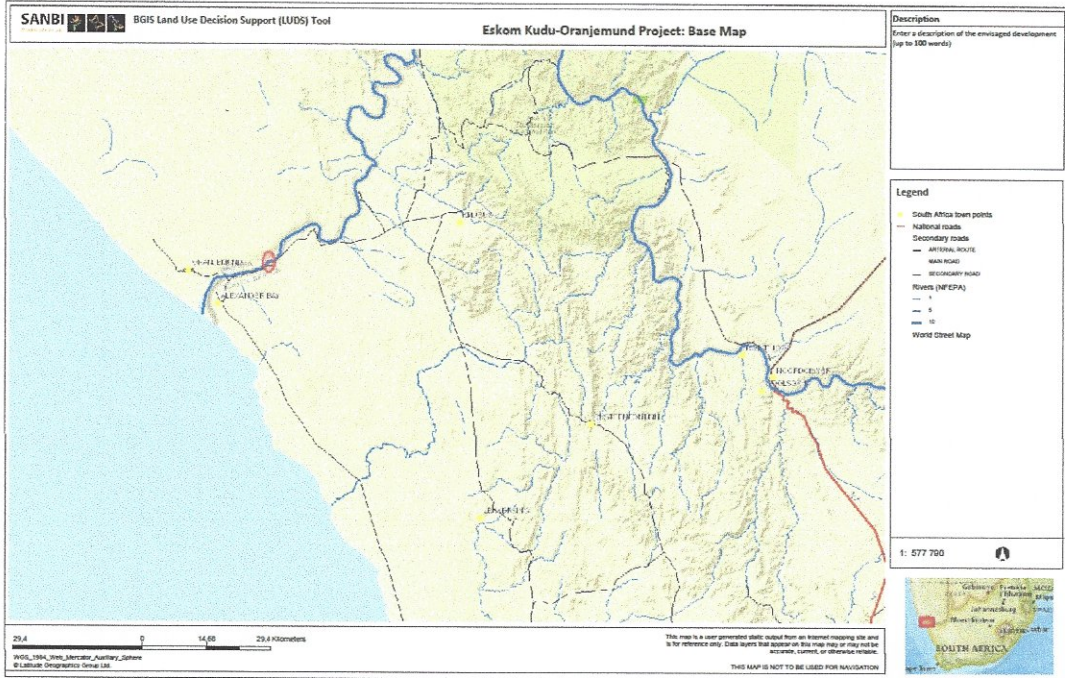 SANBI
BGIS Land Use Decision Support (LUDS) Tool
Eskom Kudu-Oranjemund Project: Base Map
Description
Enter a description of the envisaged development
(up to 100 words)
Legend
South Africa town points
National roads
Secondary roads
ARTERIAL ROUTE
MAIN ROAD
SECONDARY ROAD
Rivers (NFEPA)
1
5
10
World Street Map
1: 577 790
ALEXANDER BAY
29,4
0
14,68
29,4 Kilometers
WGS_1984_Web_Mercator_Auxiliary_Sphere
© Latitude Geographics Group Ltd.
This map is a user generated static output from an Internet mapping site and
is for reference only. Data layers that appear on this map may or may not be
accurate, current, or otherwise reliable.
THIS MAP IS NOT TO BE USED FOR NAVIGATION
Gaborone
Johannesburg
SOUTH AFRICA